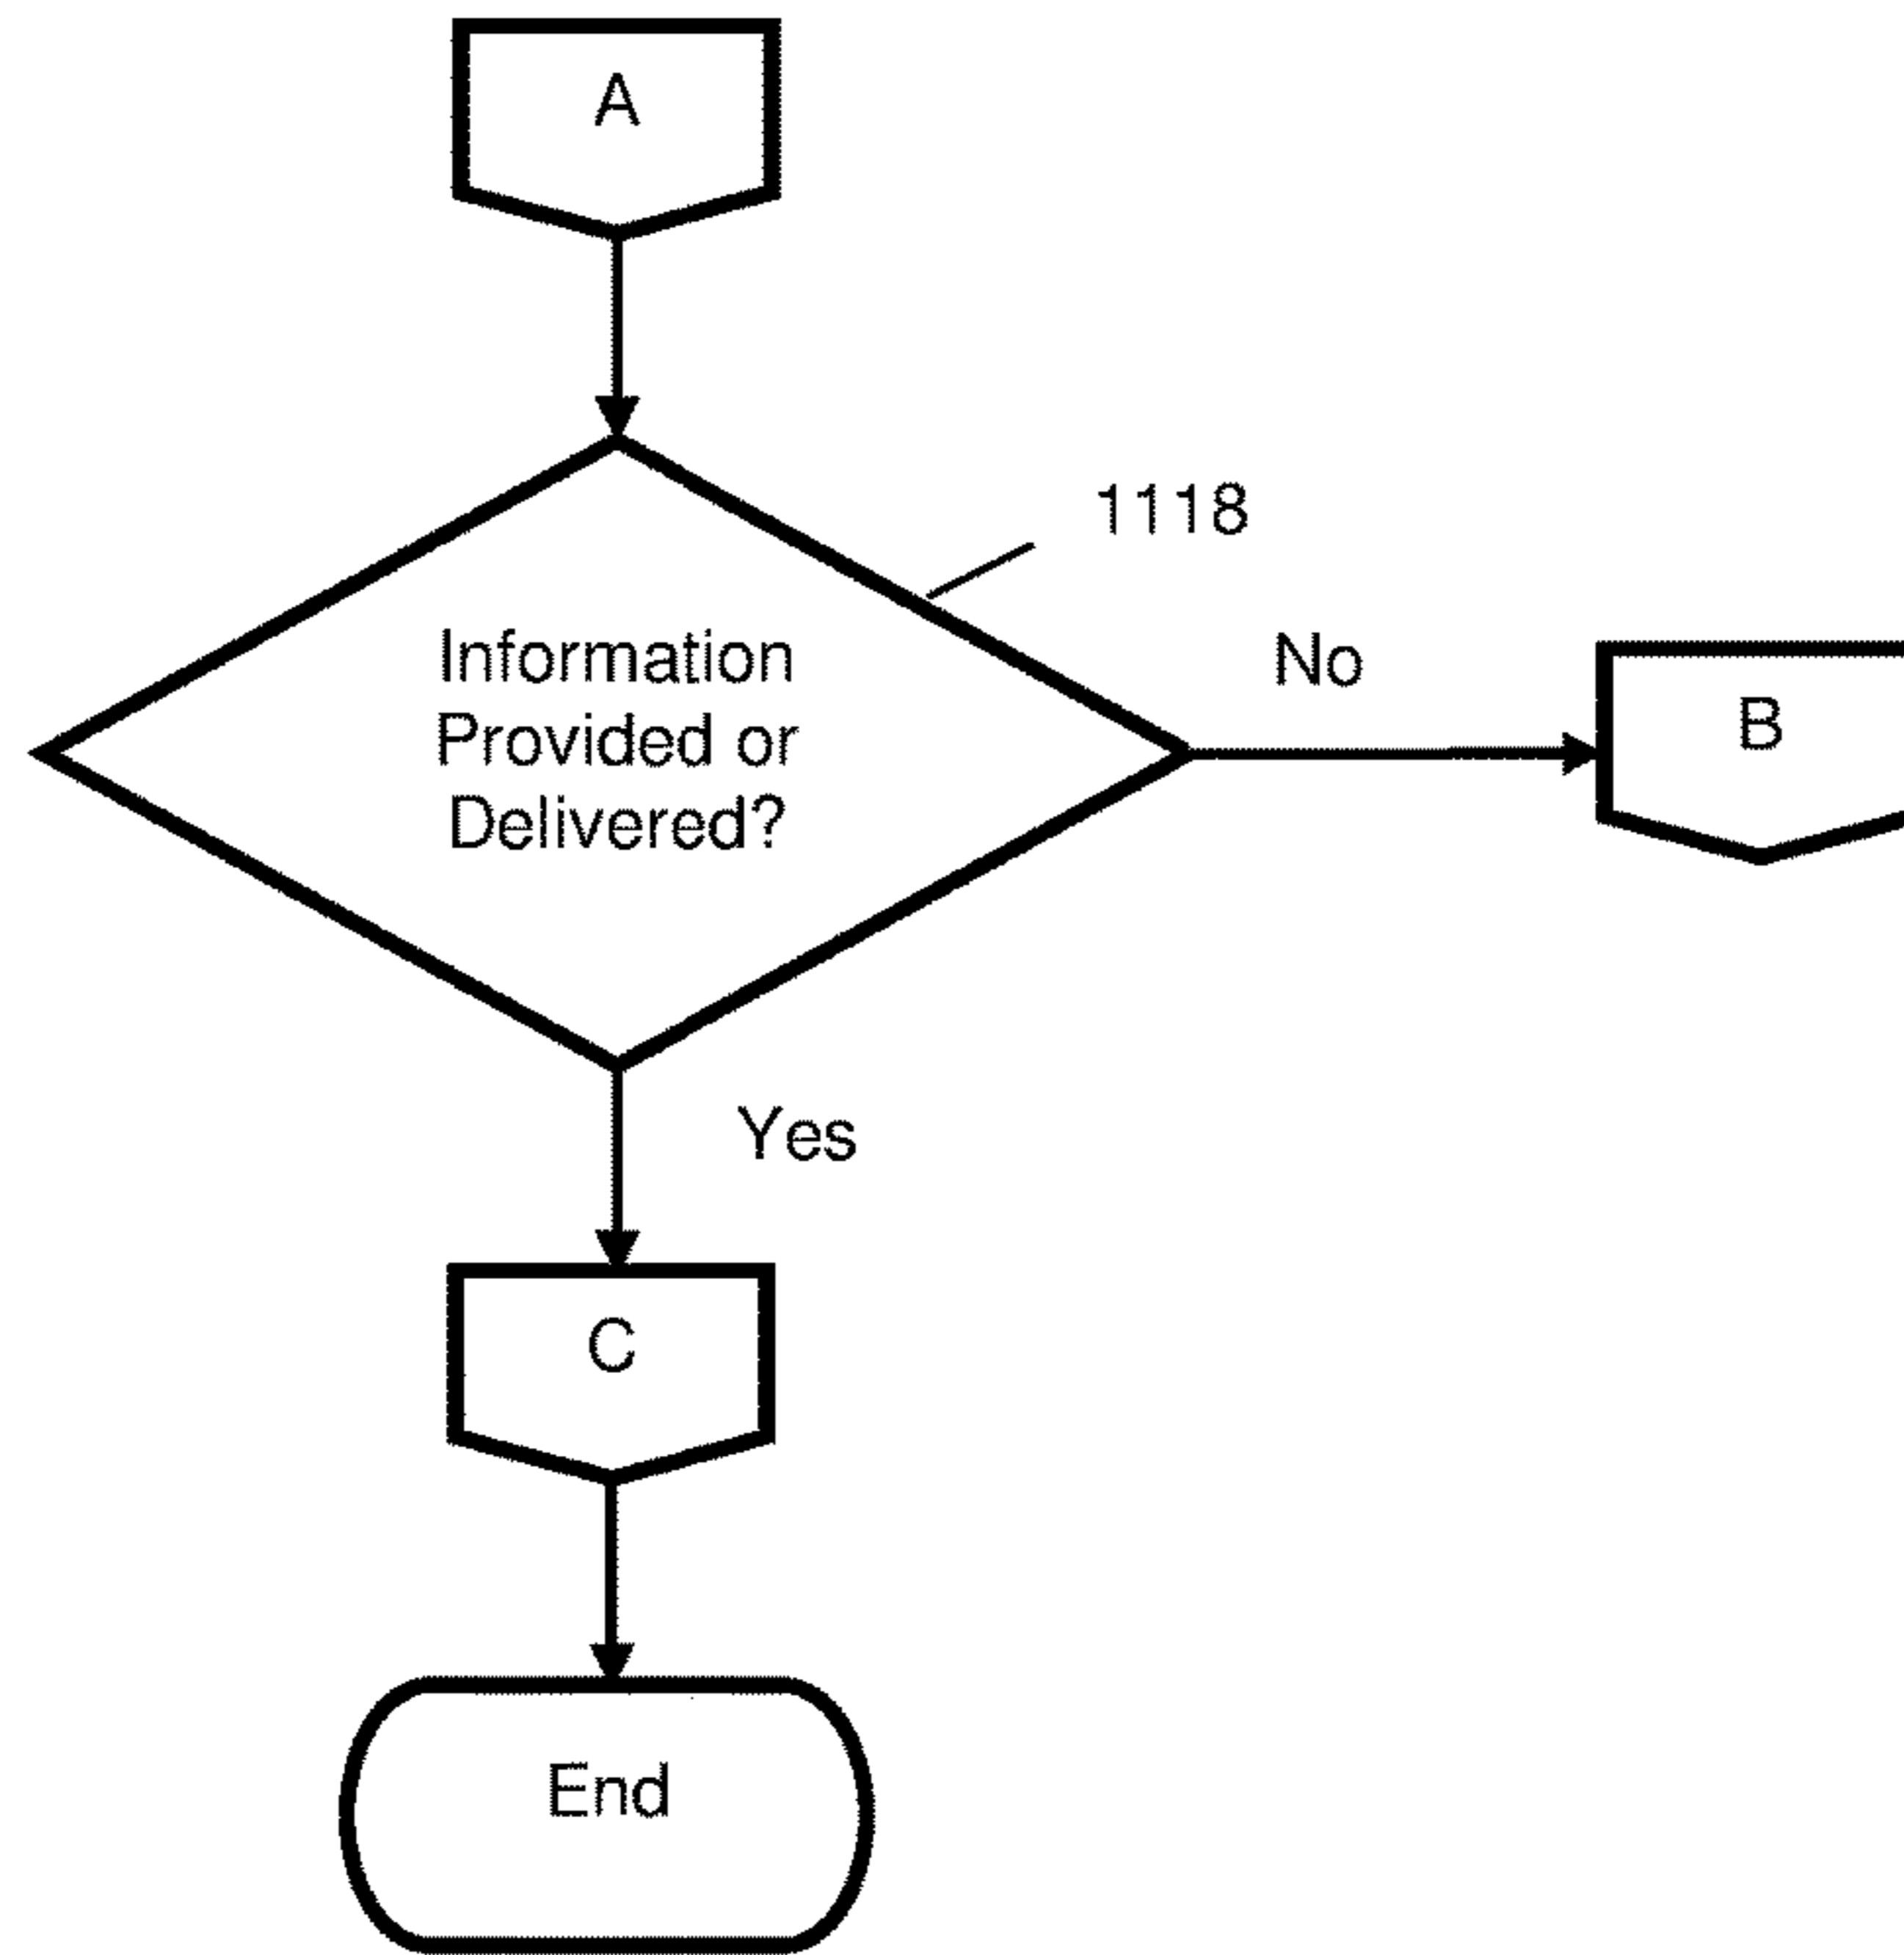 A
1118
Information
Provided or
Delivered?
No
B
Yes
C
End